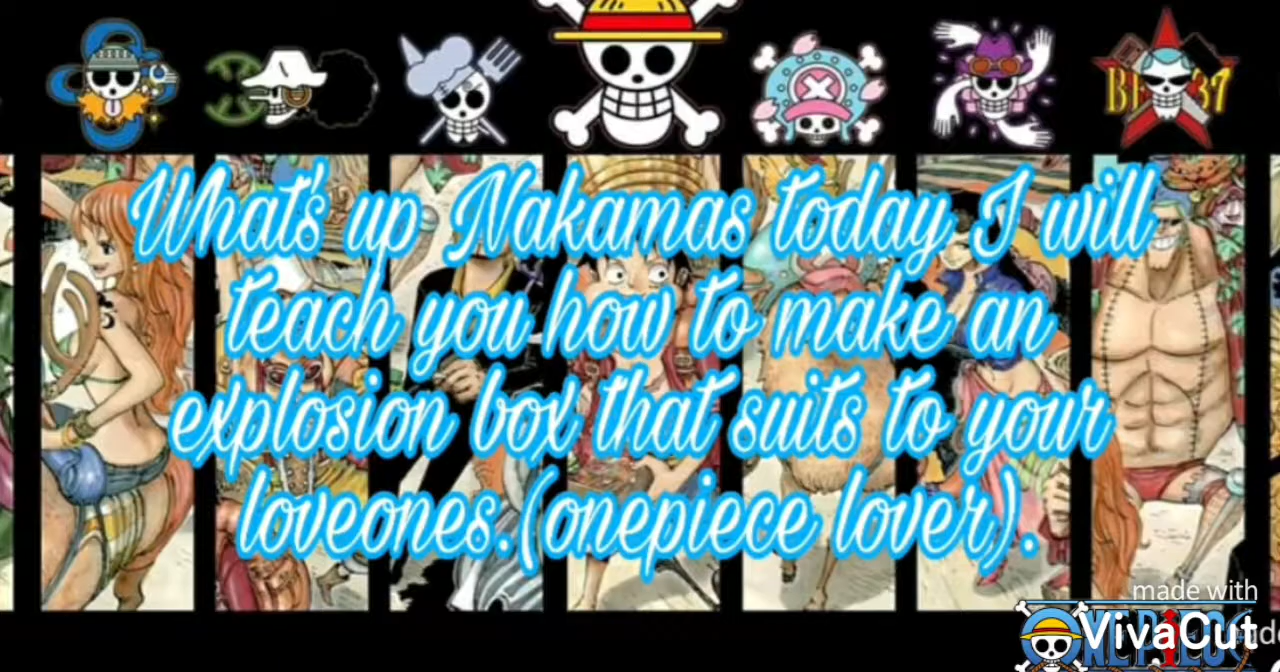 What's up Nakamas today I will
teach you how to make an
explosion box that suits to your
loveones.(onepiece lover).
made with
VivaCut